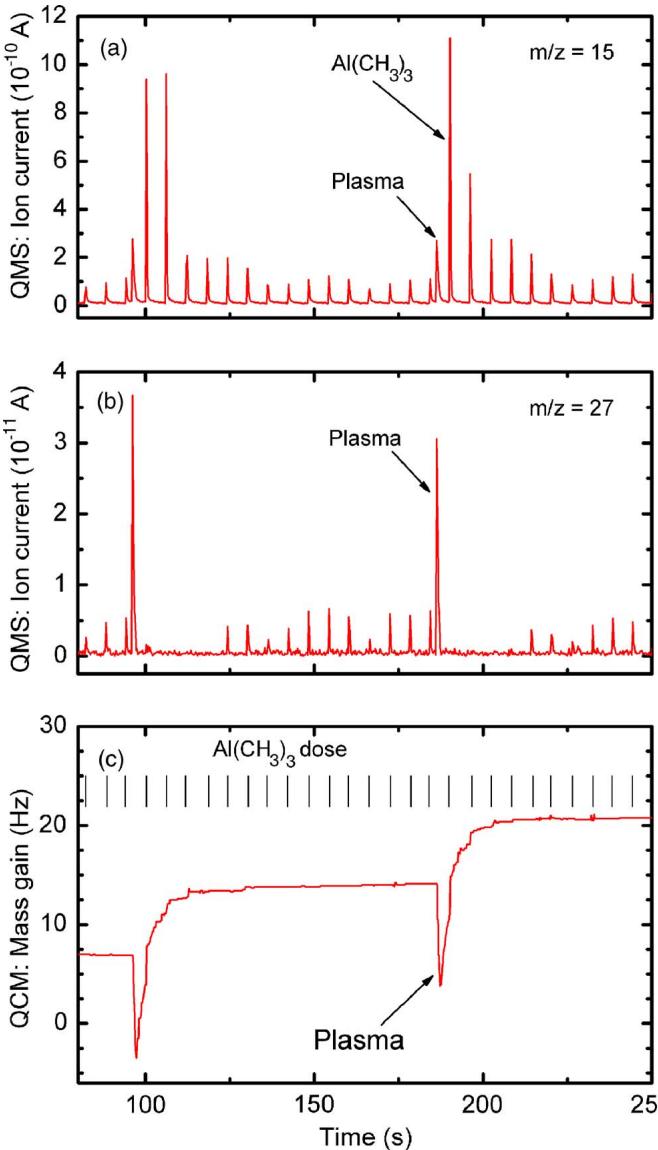 12
10
8
6
4
2
0
QMS: Ion current (10⁻¹⁰ A)
(a)
m/z = 15
Al(CH₃)₃
Plasma
4
3
2
1
0
QMS: Ion current (10⁻¹¹ A)
(b)
m/z = 27
Plasma
30
20
10
0
QCM: Mass gain (Hz)
(c)
Al(CH₃)₃ dose
Plasma
100 150 200 25
Time (s)